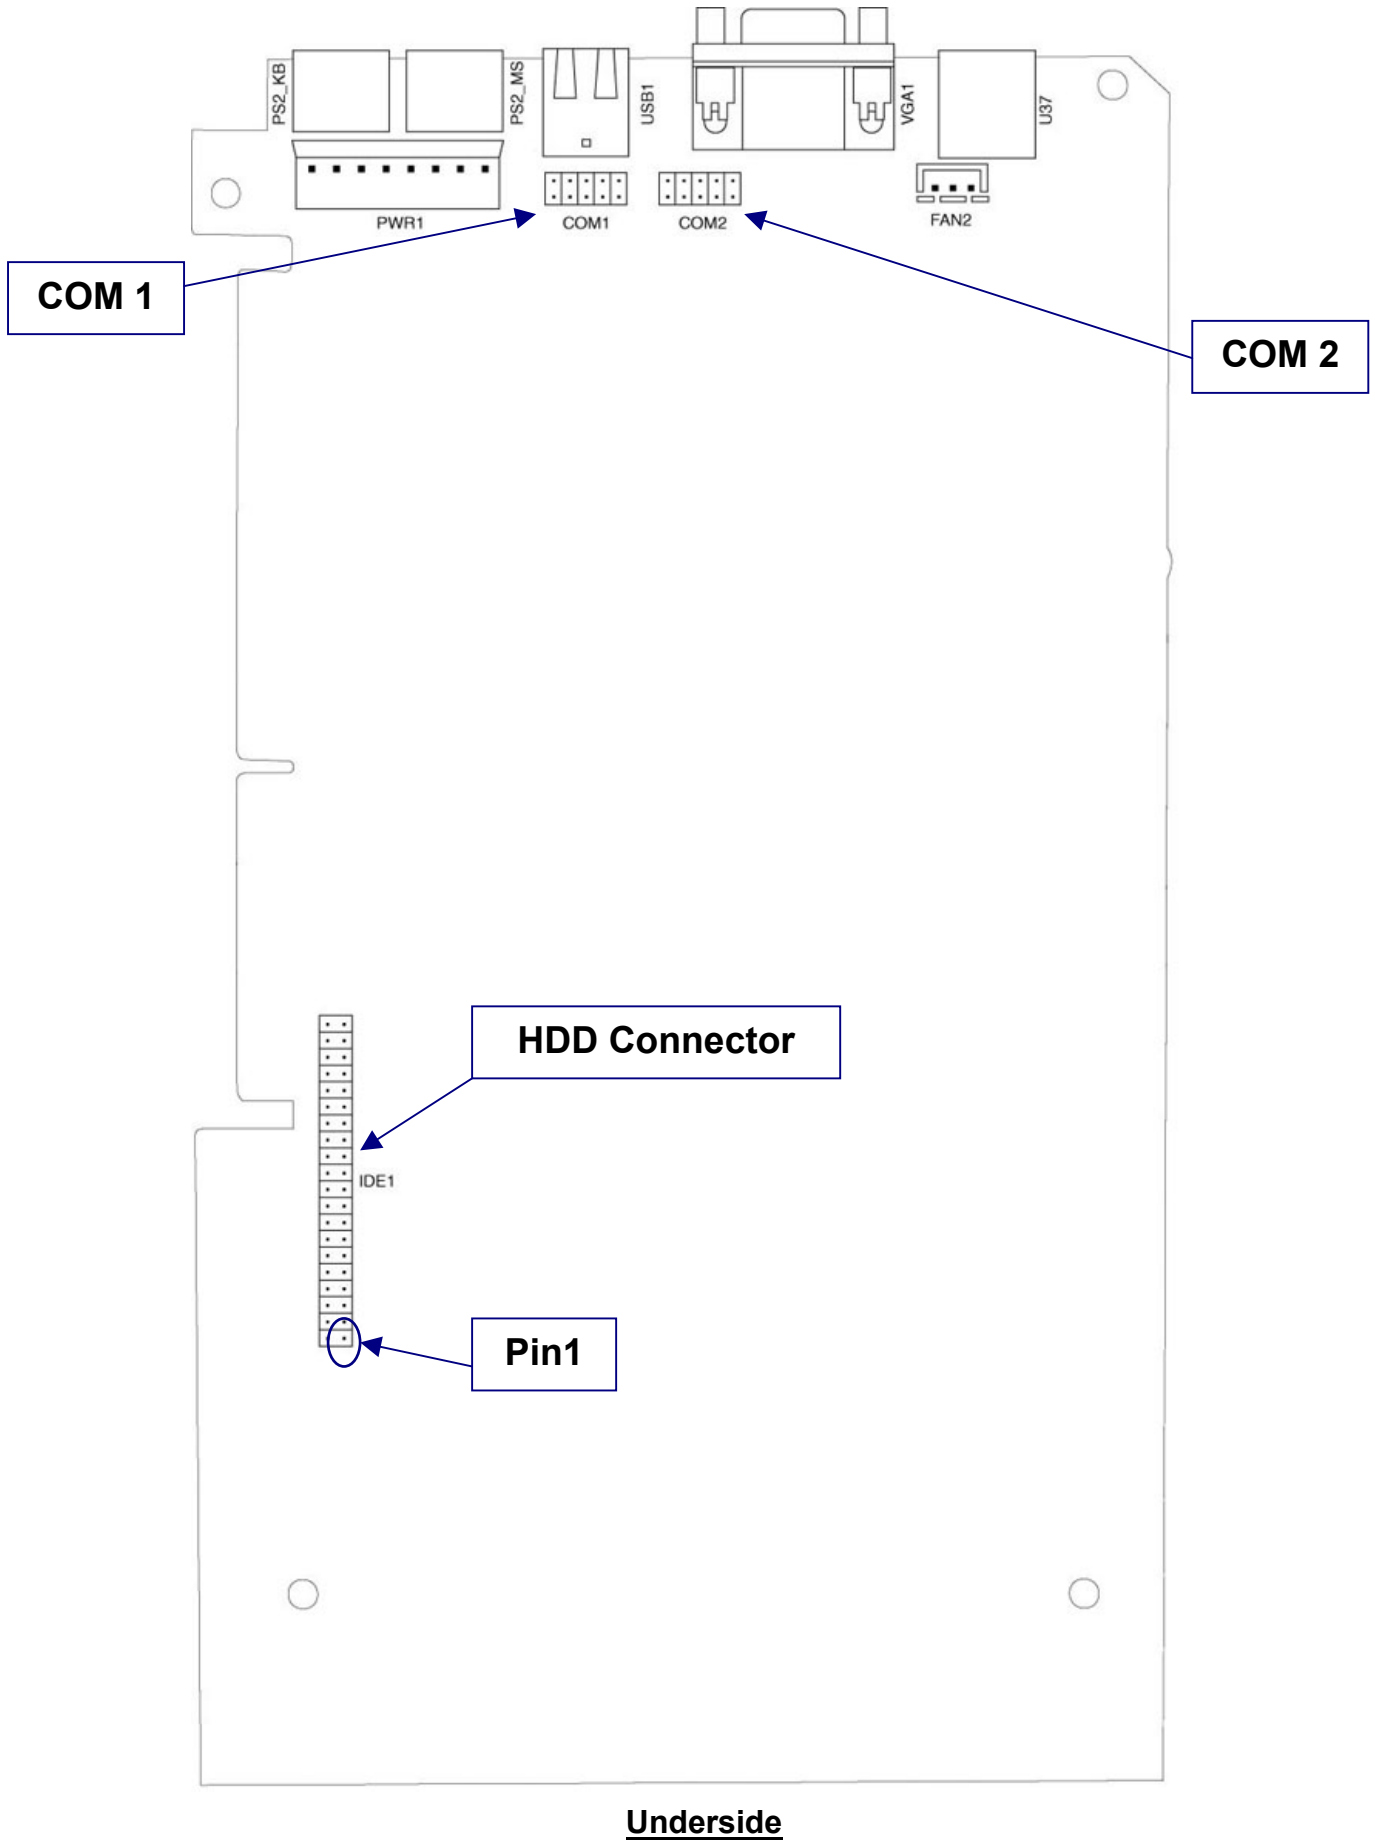 PS2_KB
PS2_MS
USB1
VGA1
U37
PWR1
COM1
COM2
FAN2
COM 1
COM 2
HDD Connector
IDE1
Pin1
Underside